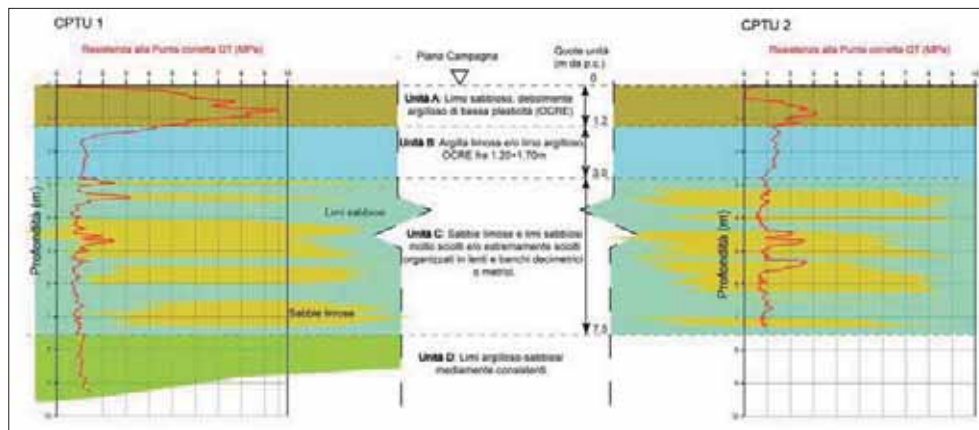 CPTU 1
Resistenza alla Punta corretta QT (MPa)
Profondità (m)
Limi sabbiosi
Sabbie limose
Piano Campagna
Quote unità
(m da p.c.)
0
Unità A: Limo sabbioso, debolmente
argilloso di bassa plasticità (OCRE)
1.2
Unità B: Argilla limosa e/o limo argilloso,
OCRE fra 1.20÷1.70m
3.0
Unità C: Sabbie limose e limi sabbiosi
molto sciolti e/o estremamente sciolti
organizzati in lenti e banchi decimetrici
o metrici.
7.5
Unità D: Limi argilloso-sabbiosi
mediamente consistenti.
CPTU 2
Resistenza alla Punta corretta QT (MPa)
Profondità (m)